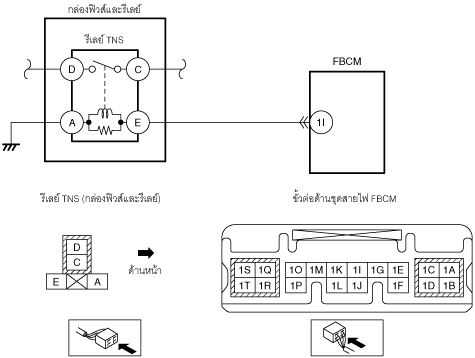 กล่องฟิวส์และรีเลย์
รีเลย์ TNS
D C
A E
FBCM
1I
รีเลย์ TNS (กล่องฟิวส์และรีเลย์)
D
C
E A
ด้านหน้า
ขั้วต่อด้านชุดสายไฟ FBCM
1S 1Q 1O 1M 1K 1I 1G 1E 1C 1A
1T 1R 1P 1L 1J 1F 1D 1B